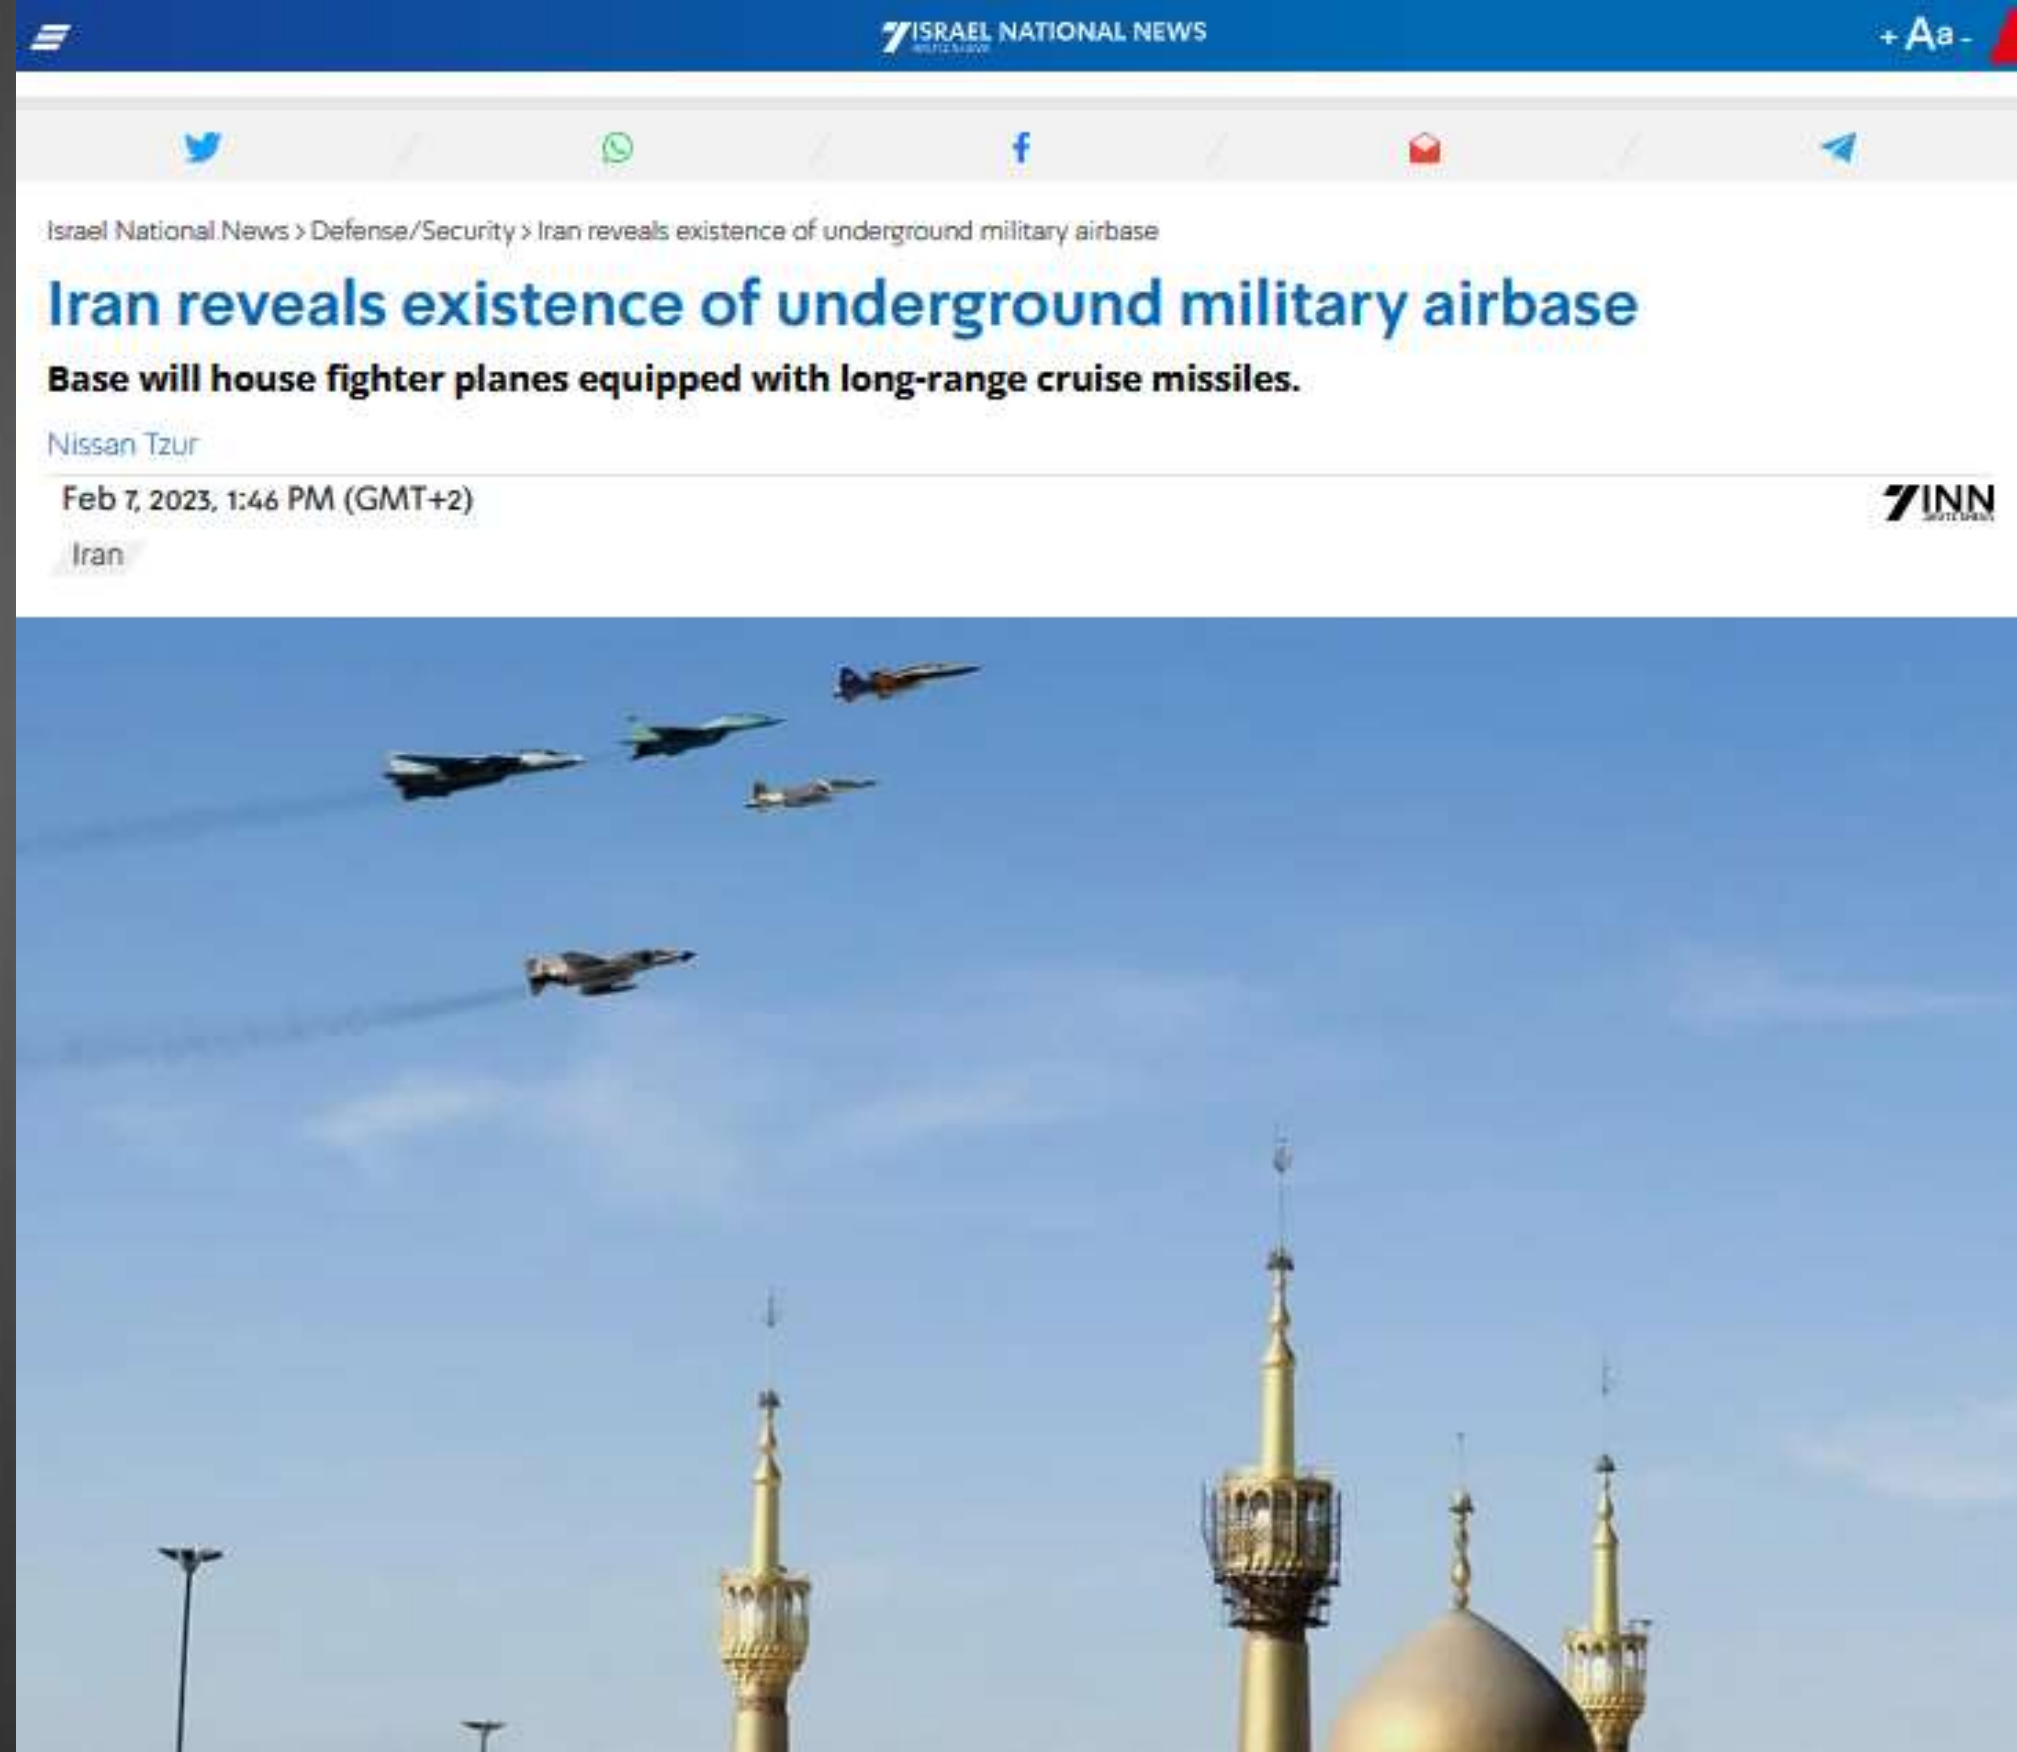 ISRAEL NATIONAL NEWS
+ Aa -
Israel National News > Defense/Security > Iran reveals existence of underground military airbase
Iran reveals existence of underground military airbase
Base will house fighter planes equipped with long-range cruise missiles.
Nissan Tzur
Feb 7, 2023, 1:46 PM (GMT+2)
7INN
Iran